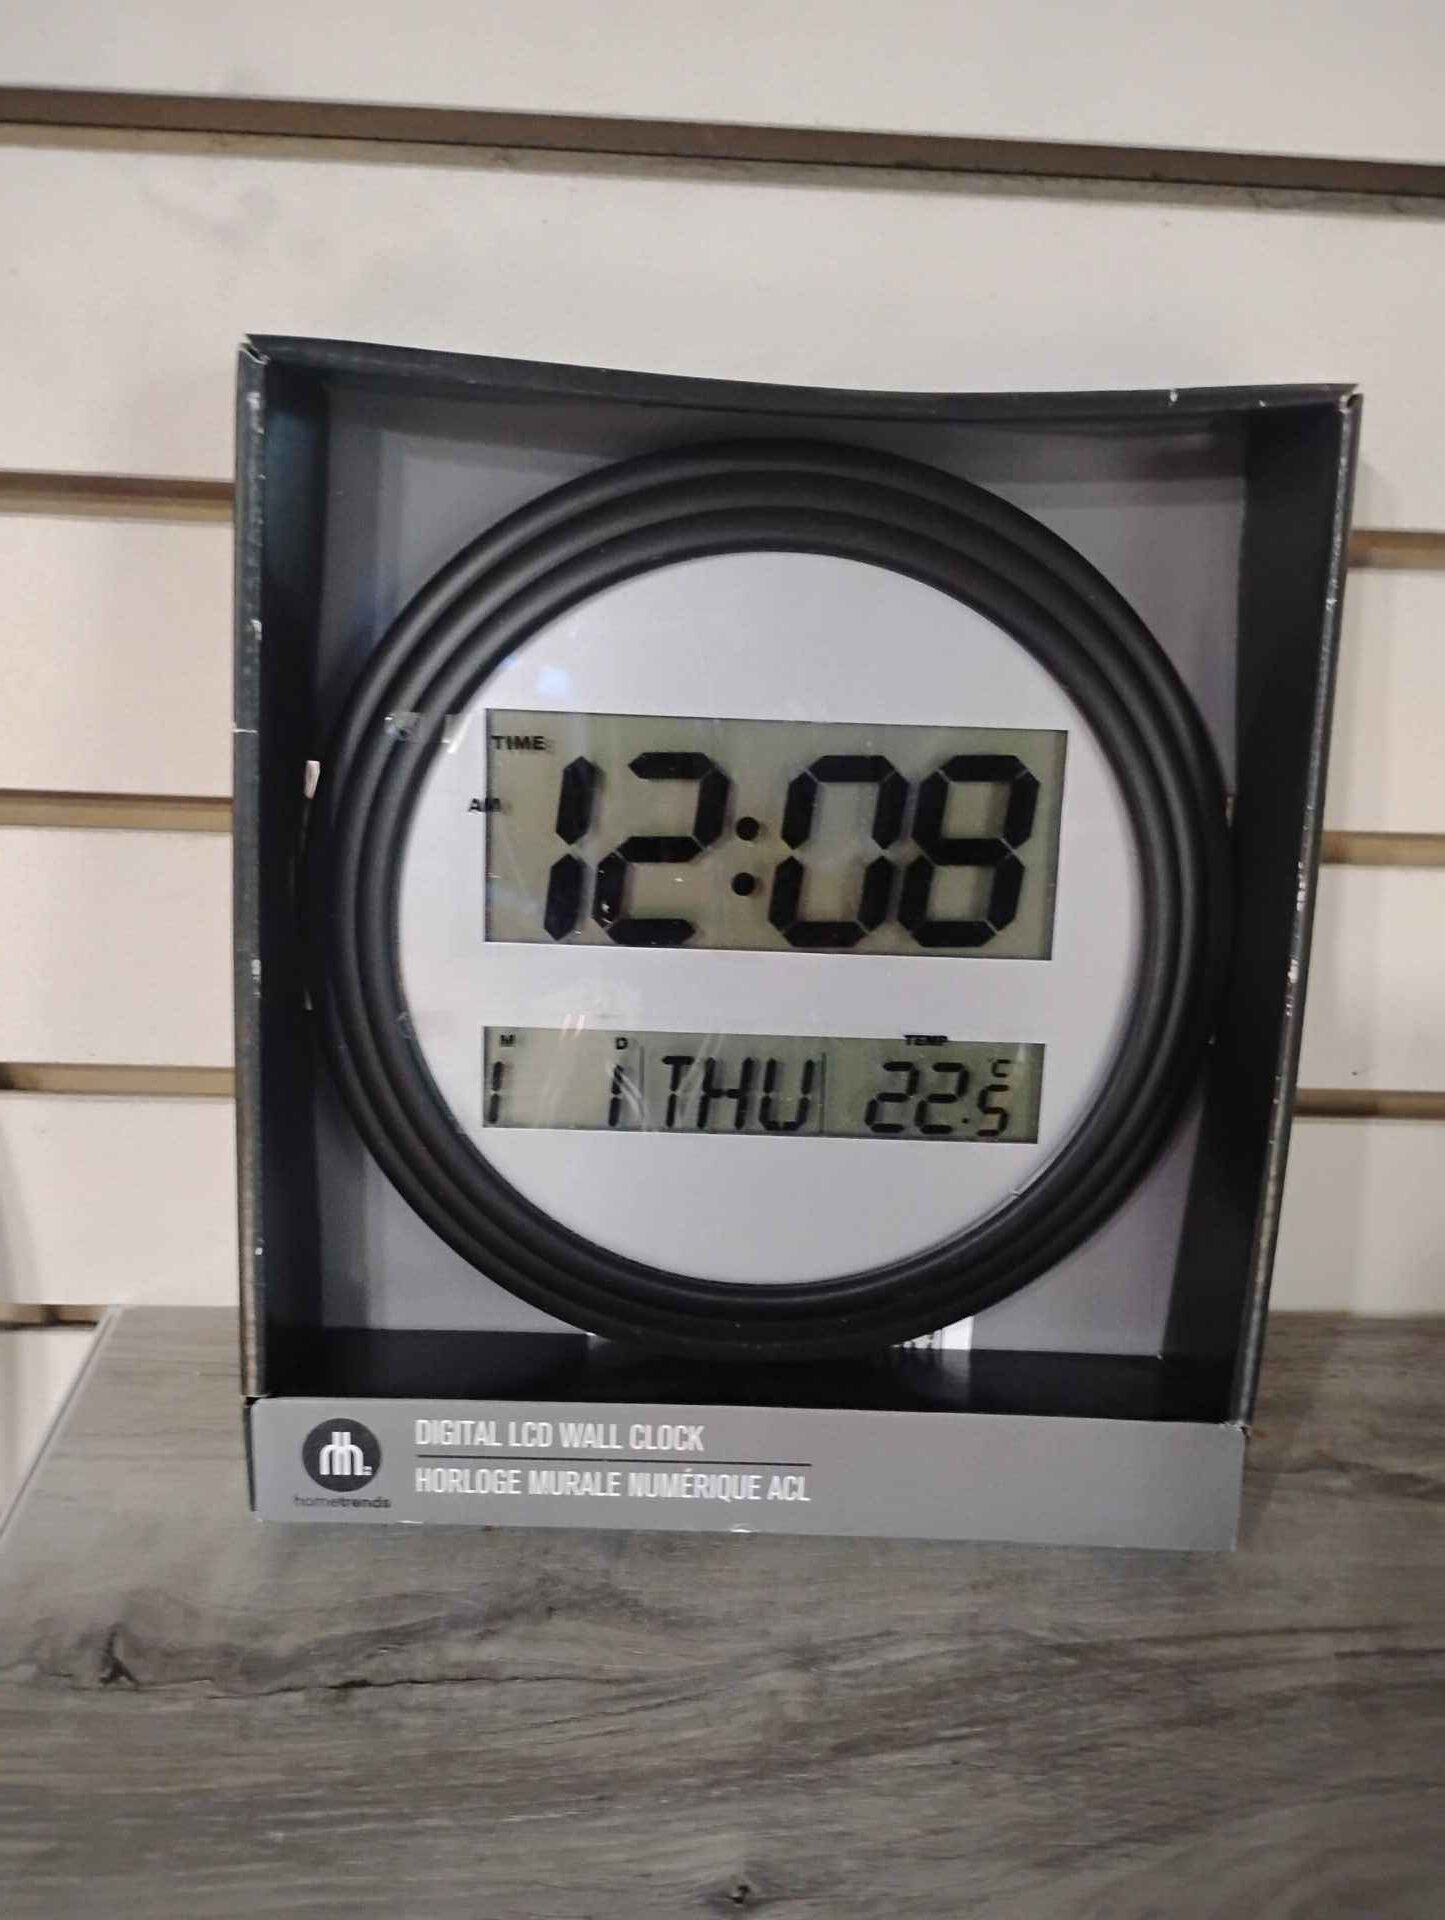 TIME
AM
12:08
M D TEMP
1 1 THU 22.5 C
hometrends
DIGITAL LCD WALL CLOCK
HORLOGE MURALE NUMÉRIQUE ACL